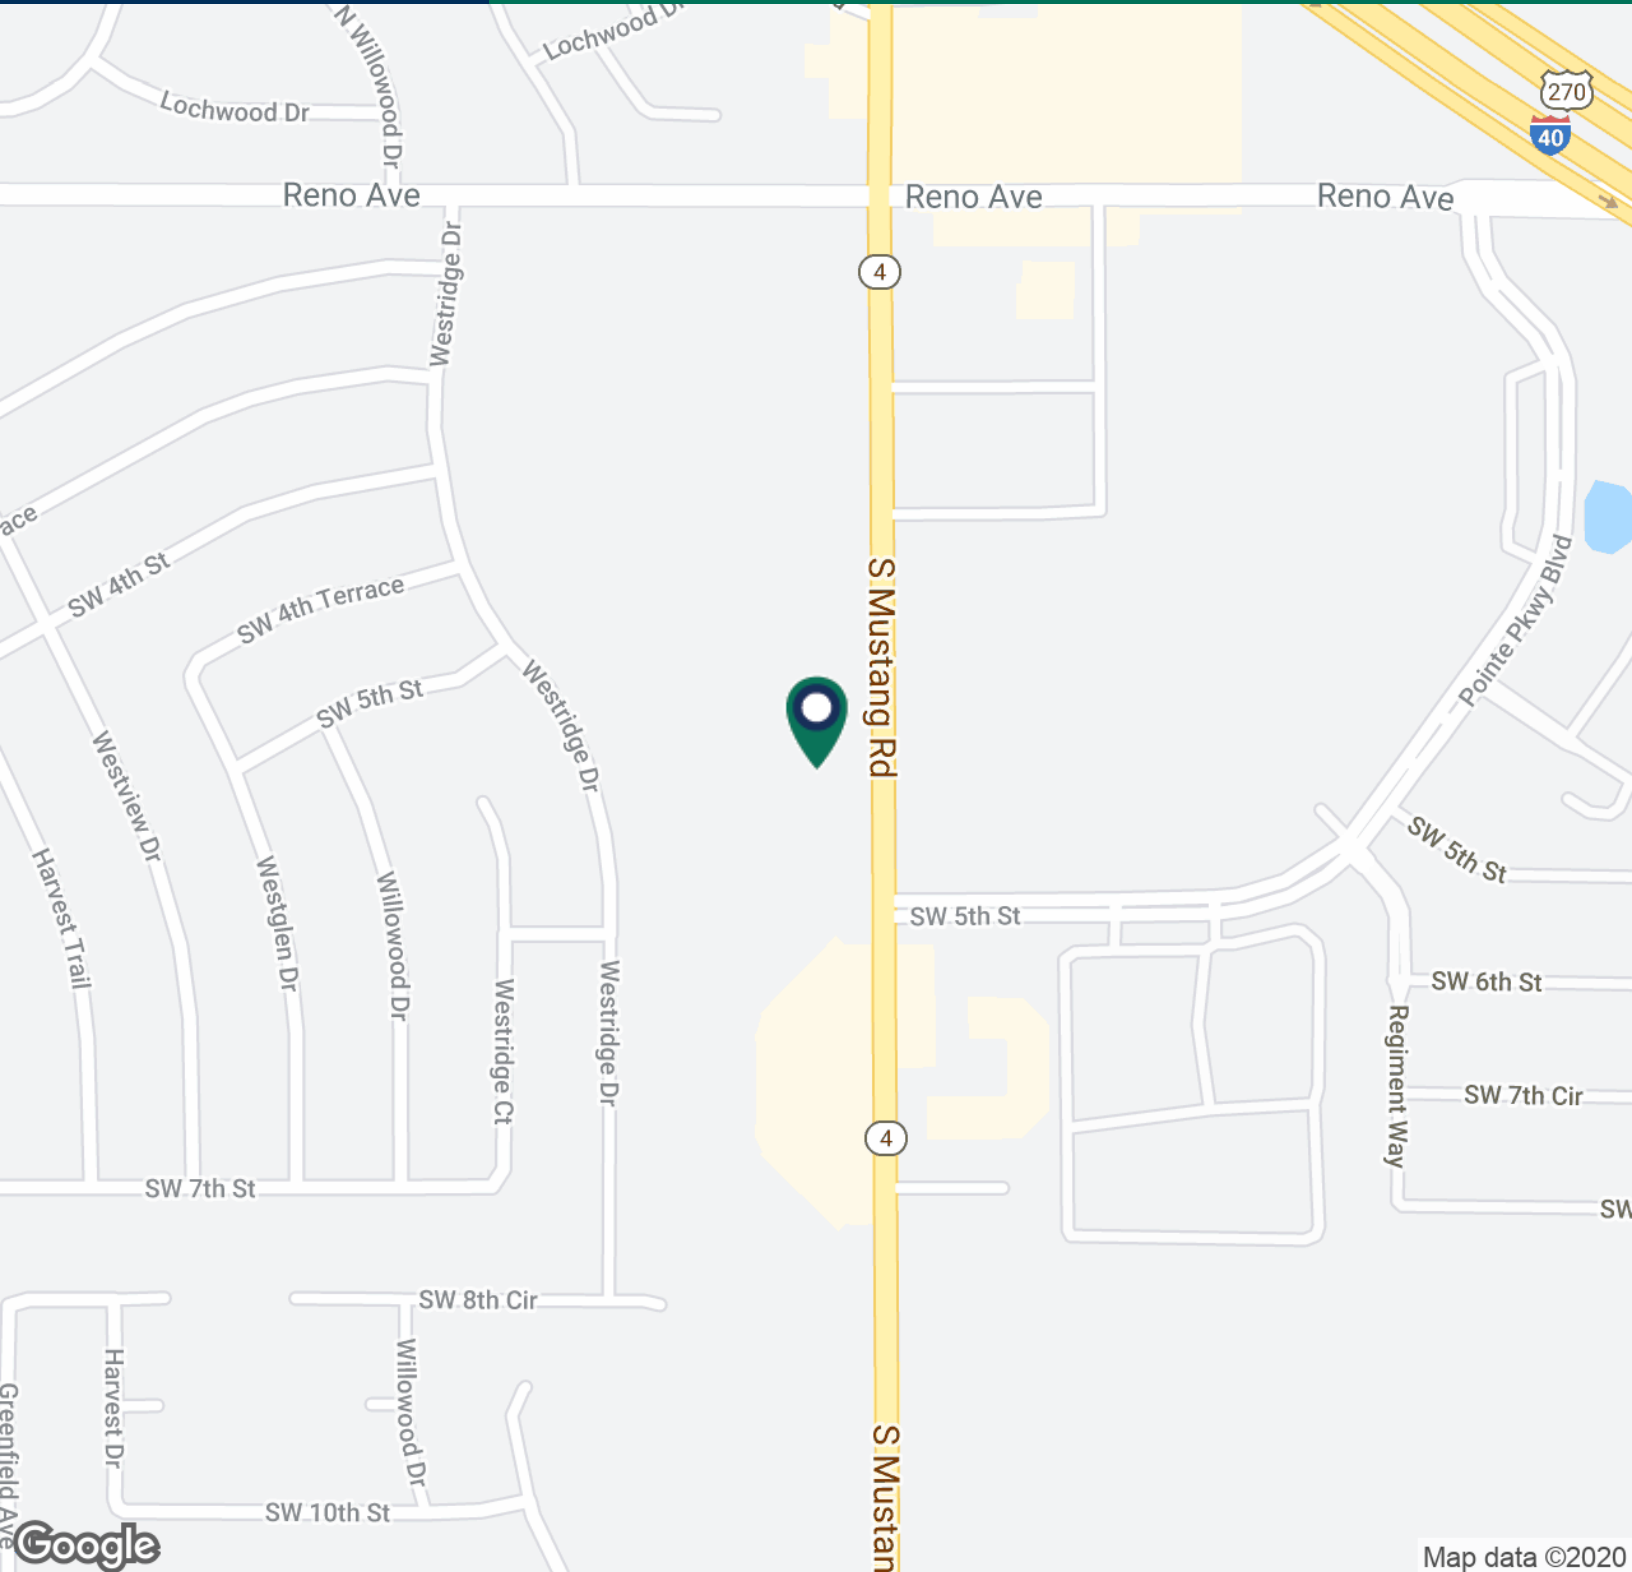 N Willowood Dr
Lochwood Dr
Lochwood Dr
270
40
Reno Ave
Reno Ave
Reno Ave
Westridge Dr
4
ace
SW 4th St
SW 4th Terrace
SW 5th St
Westridge Dr
S Mustang Rd
Pointe Pkwy Blvd
Westview Dr
Harvest Trail
Westglen Dr
Willowood Dr
SW 5th St
SW 5th St
Westridge Ct
Westridge Dr
SW 6th St
Regiment Way
SW 7th Cir
4
SW 7th St
SW
SW 8th Cir
Harvest Dr
Willowood Dr
Greenfield Ave
S Mustan
SW 10th St
Google
Map data ©2020